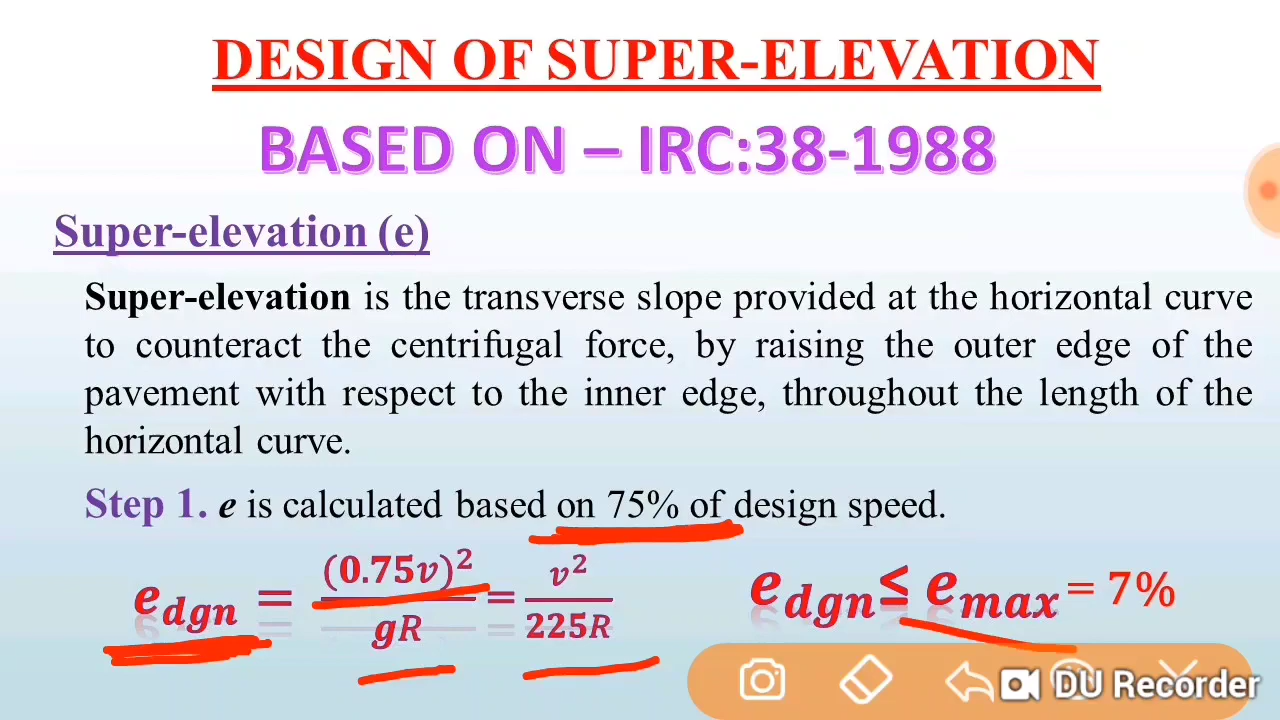 DESIGN OF SUPER-ELEVATION
BASED ON – IRC:38-1988
Super-elevation (e)
Super-elevation is the transverse slope provided at the horizontal curve
to counteract the centrifugal force, by raising the outer edge of the
pavement with respect to the inner edge, throughout the length of the
horizontal curve.
Step 1. e is calculated based on 75% of design speed.
e_dgn = (0.75v)²/gR = v²/225R
e_dgn ≤ e_max = 7%
DU Recorder